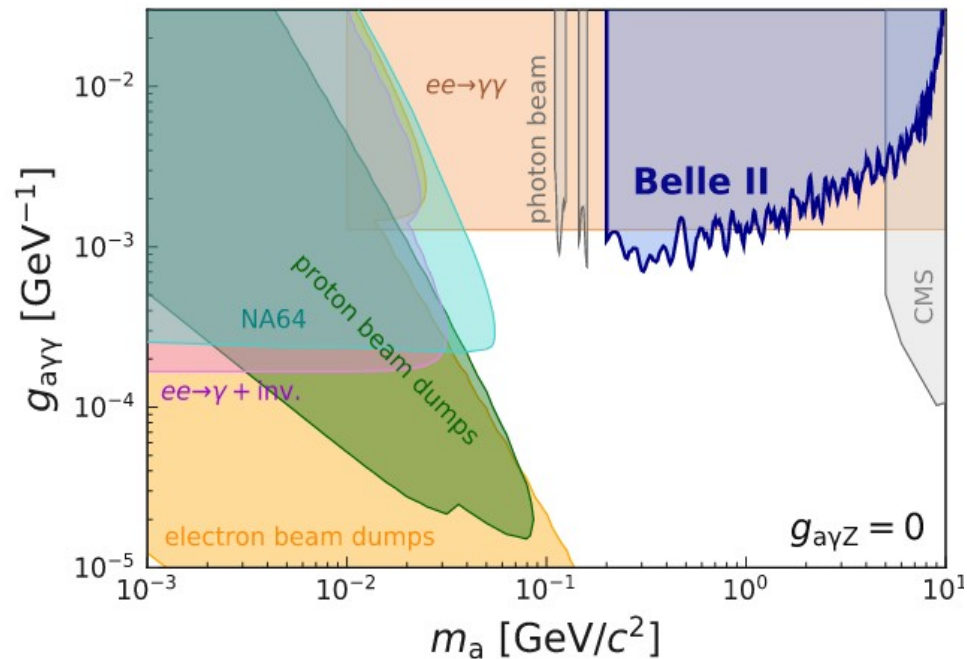 g_aγγ [GeV⁻¹]
10⁻²
10⁻³
10⁻⁴
10⁻⁵
ee→γγ
photon beam
Belle II
NA64
proton beam dumps
CMS
ee→γ + inv.
electron beam dumps
g_aγZ = 0
10⁻³
10⁻²
10⁻¹
10⁰
10¹
m_a [GeV/c²]